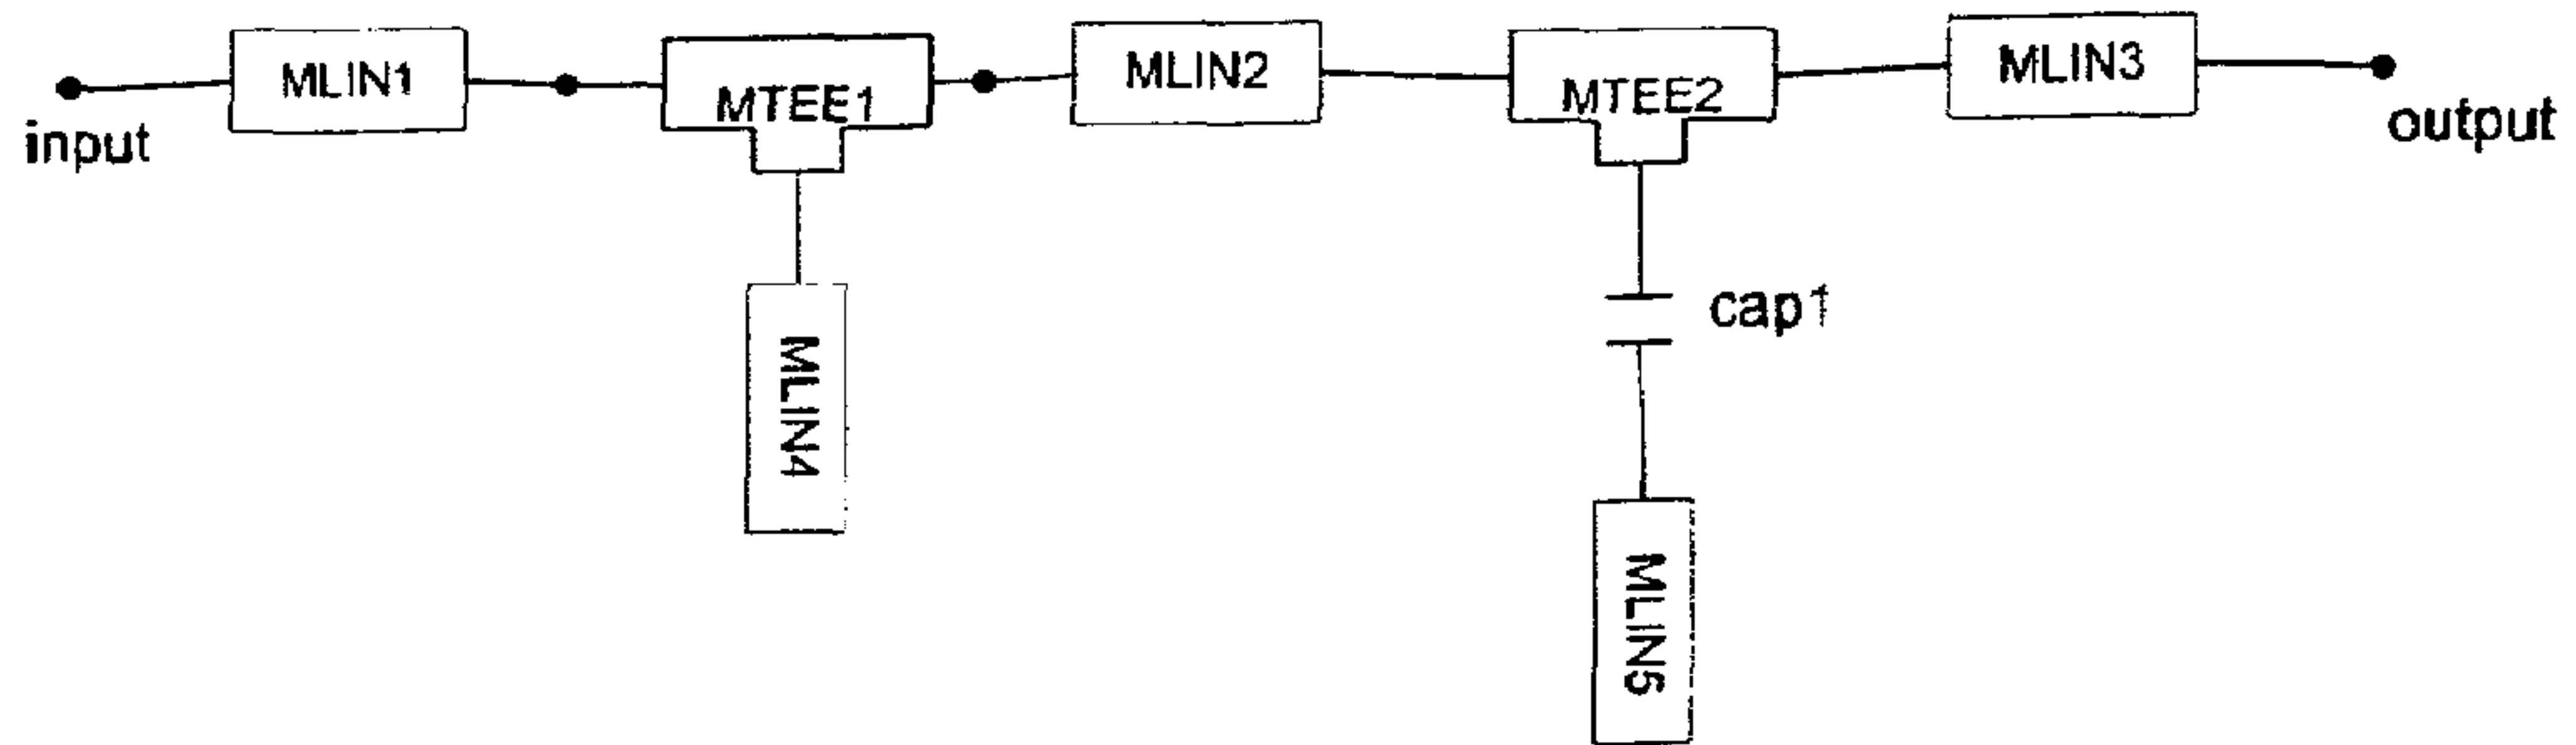 MLIN1
MTEE1
MLIN2
MTEE2
MLIN3
input
output
cap1
MLIN4
MLIN5